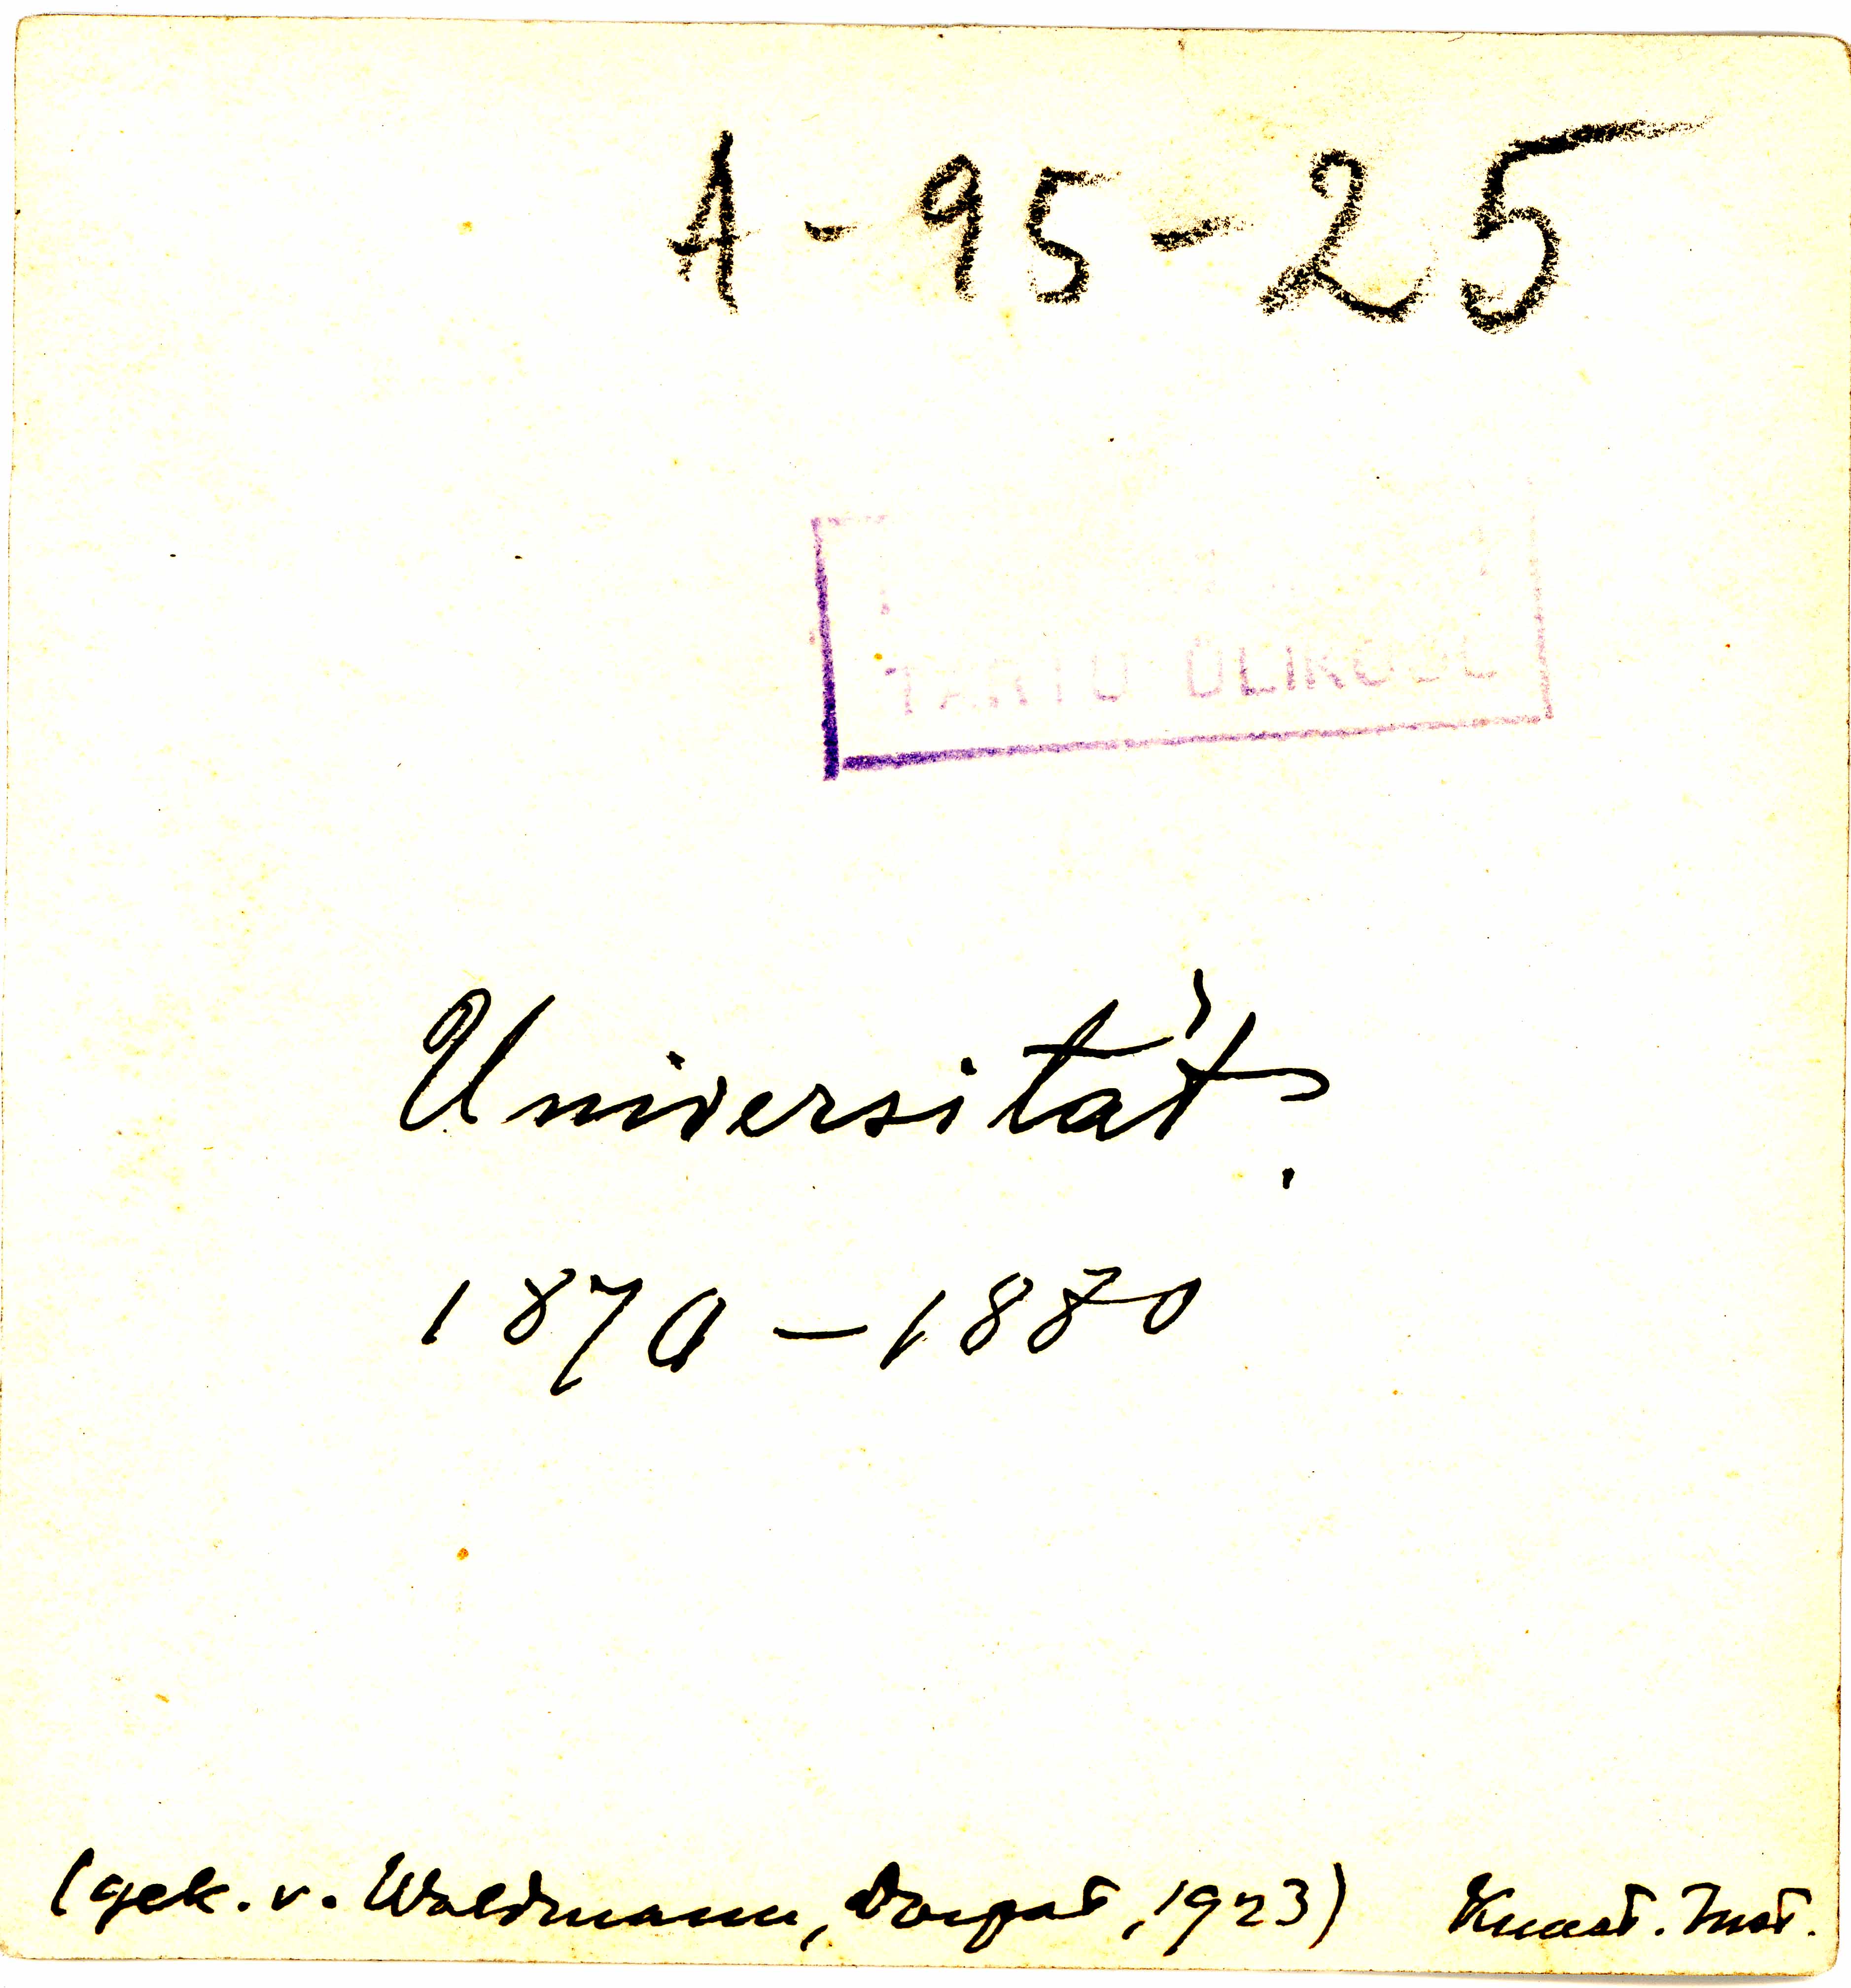 A - 95 - 25
TARTU ÜLIKOOL
Universität
1870 - 1880
(gek. v. Waldmann, Dorpat, 1923) Kunst. Inst.